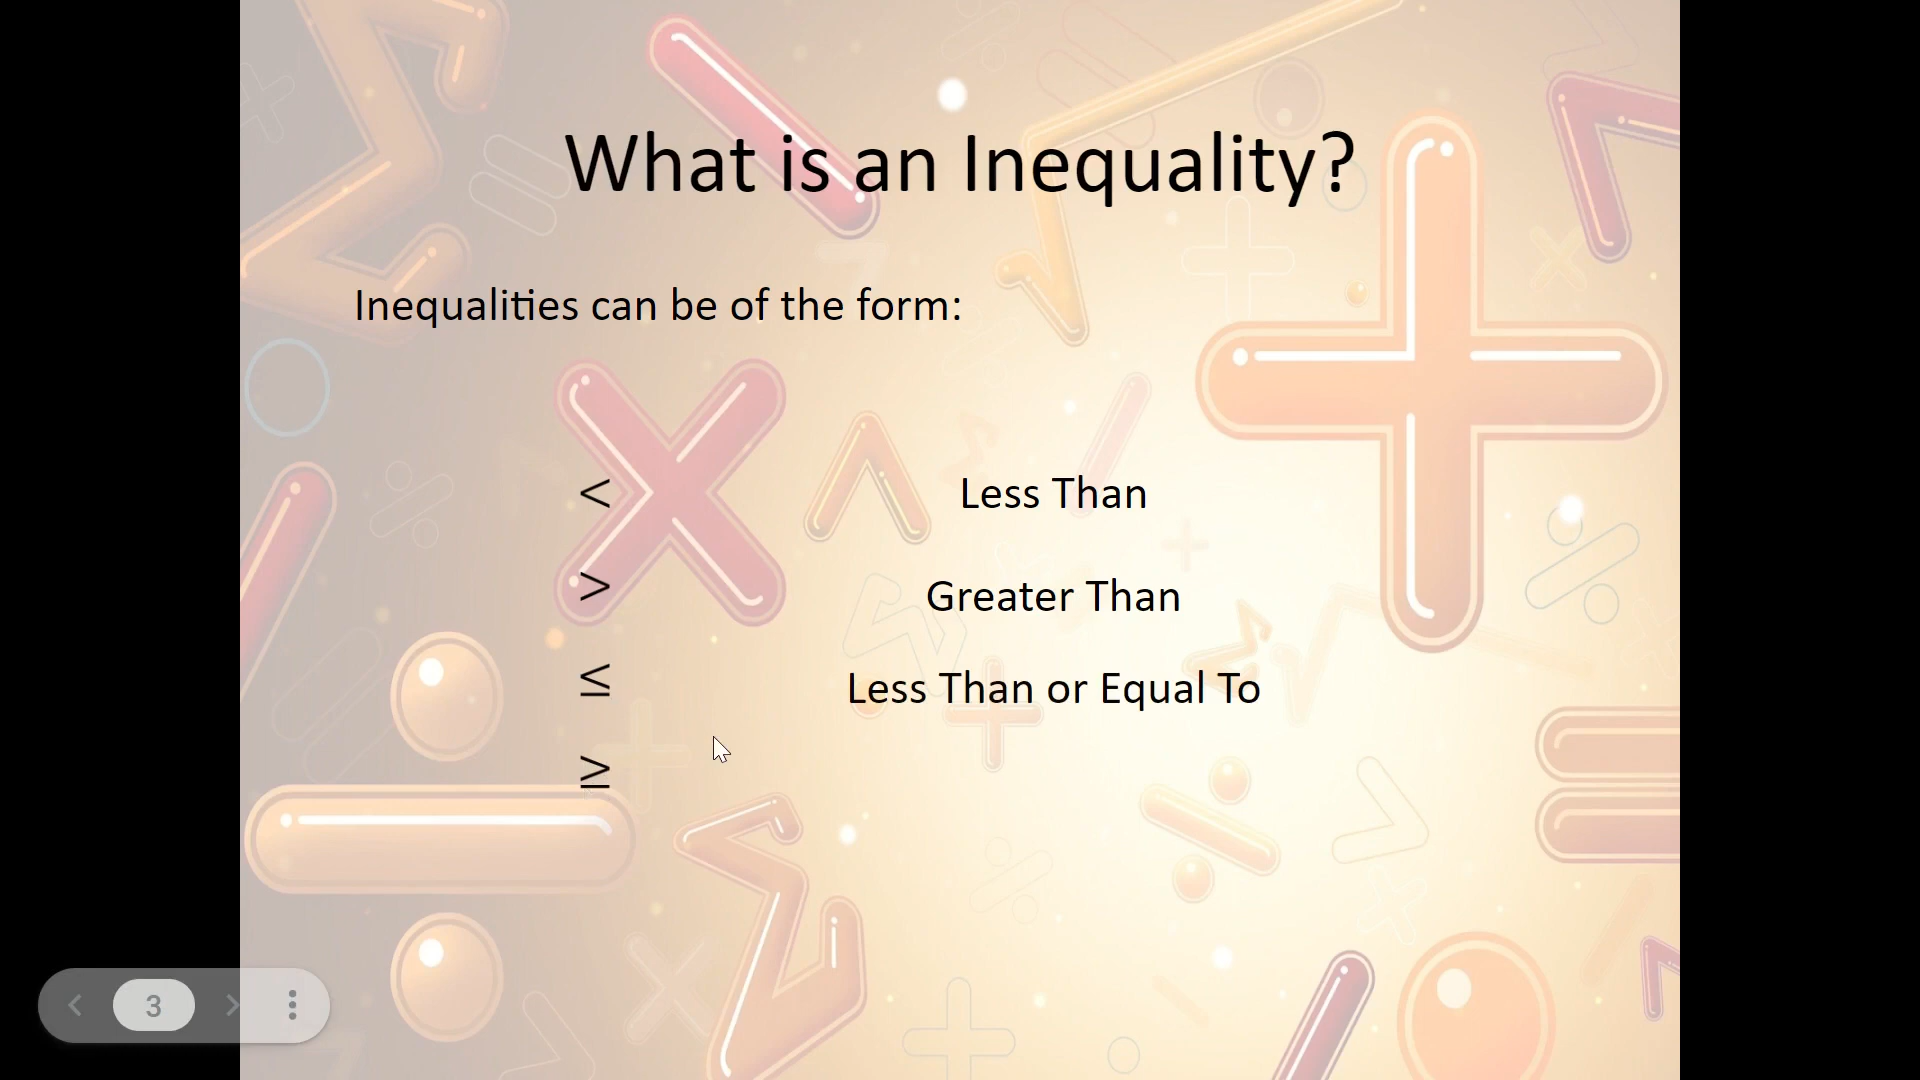 What is an Inequality?
Inequalities can be of the form:
< Less Than
> Greater Than
≤ Less Than or Equal To
≥
3